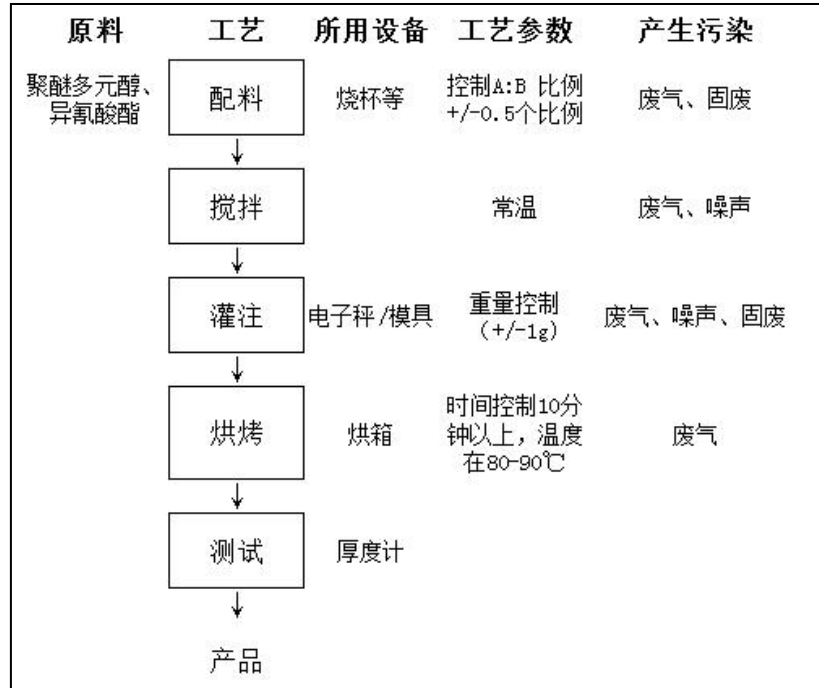 原料 工艺 所用设备 工艺参数 产生污染
聚醚多元醇、
异氰酸酯
配料
烧杯等
控制A:B 比例
+/-0.5个比例
废气、固废
搅拌
常温
废气、噪声
灌注
电子秤/模具
重量控制
(+/-1g)
废气、噪声、固废
烘烤
烘箱
时间控制10分
钟以上，温度
在80-90℃
废气
测试
厚度计
产品